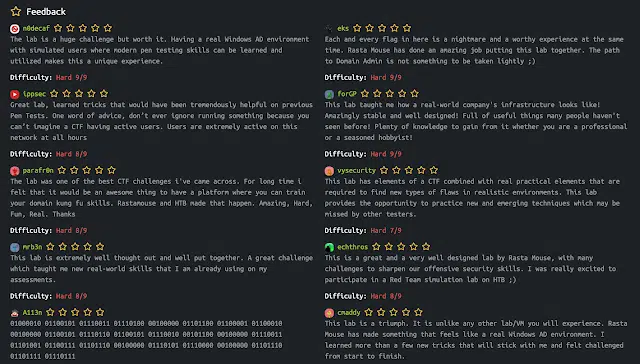 Feedback
n0decaf
The lab is a huge challenge but worth it. Having a real Windows AD environment
with simulated users where modern pen testing skills can be learned and
utilized makes this a unique experience.
Difficulty: Hard 9/9
ippsec
Great lab, learned tricks that would have been tremendously helpful on previous
Pen Tests. One word of advice, don't ever ignore running something because you
can't imagine a CTF having active users. Users are extremely active on this
network at all hours
Difficulty: Hard 8/9
parafr0n
The lab was one of the best CTF challenges i've came across. For long time i
felt that it would be an awesome thing to have a platform where you can train
your domain kung fu skills. Rastamouse and HTB made that happen. Amazing, Hard,
Fun, Real. Thanks
Difficulty: Hard 8/9
mrb3n
This lab is extremely well thought out and well put together. A great challenge
which taught me new real-world skills that I am already using on my
assessments.
Difficulty: Hard 8/9
A113n
01000010 01100101 01110011 01110100 00100000 01101100 01100001 01100010
00100000 01100101 01110110 01100101 01110010 00101100 00100000 01110011
01101001 01100111 01101110 00100000 01110101 01110000 00100000 01101110
01101111 01110111
eks
Each and every flag in here is a nightmare and a worthy experience at the same
time. Rasta Mouse has done an amazing job putting this lab together. The path
to Domain Admin is not something to be taken lightly ;)
Difficulty: Hard 9/9
forGP
This lab taught me how a real-world company's infrastructure looks like!
Amazingly stable and well designed! Full of useful things many people haven't
seen before! Plenty of knowledge to gain from it whether you are a professional
or a seasoned hobbyist!
Difficulty: Hard 9/9
vysecurity
This lab has elements of a CTF combined with real practical elements that are
required to find new types of flaws in realistic environments. This lab
provides the opportunity to practice new and emerging techniques which may be
missed by other testers.
Difficulty: Hard 7/9
echthros
This is a great and a very well designed lab by Rasta Mouse, with many
challenges to sharpen our offensive security skills. I was really excited to
participate in a Red Team simulation lab on HTB ;)
Difficulty: Hard 8/9
cmaddy
This lab is a triumph. It is unlike any other lab/VM you will experience. Rasta
Mouse has made something that feels like a real Windows AD environment. I
learned more than a few new tricks that will stick with me and felt challenged
from start to finish.